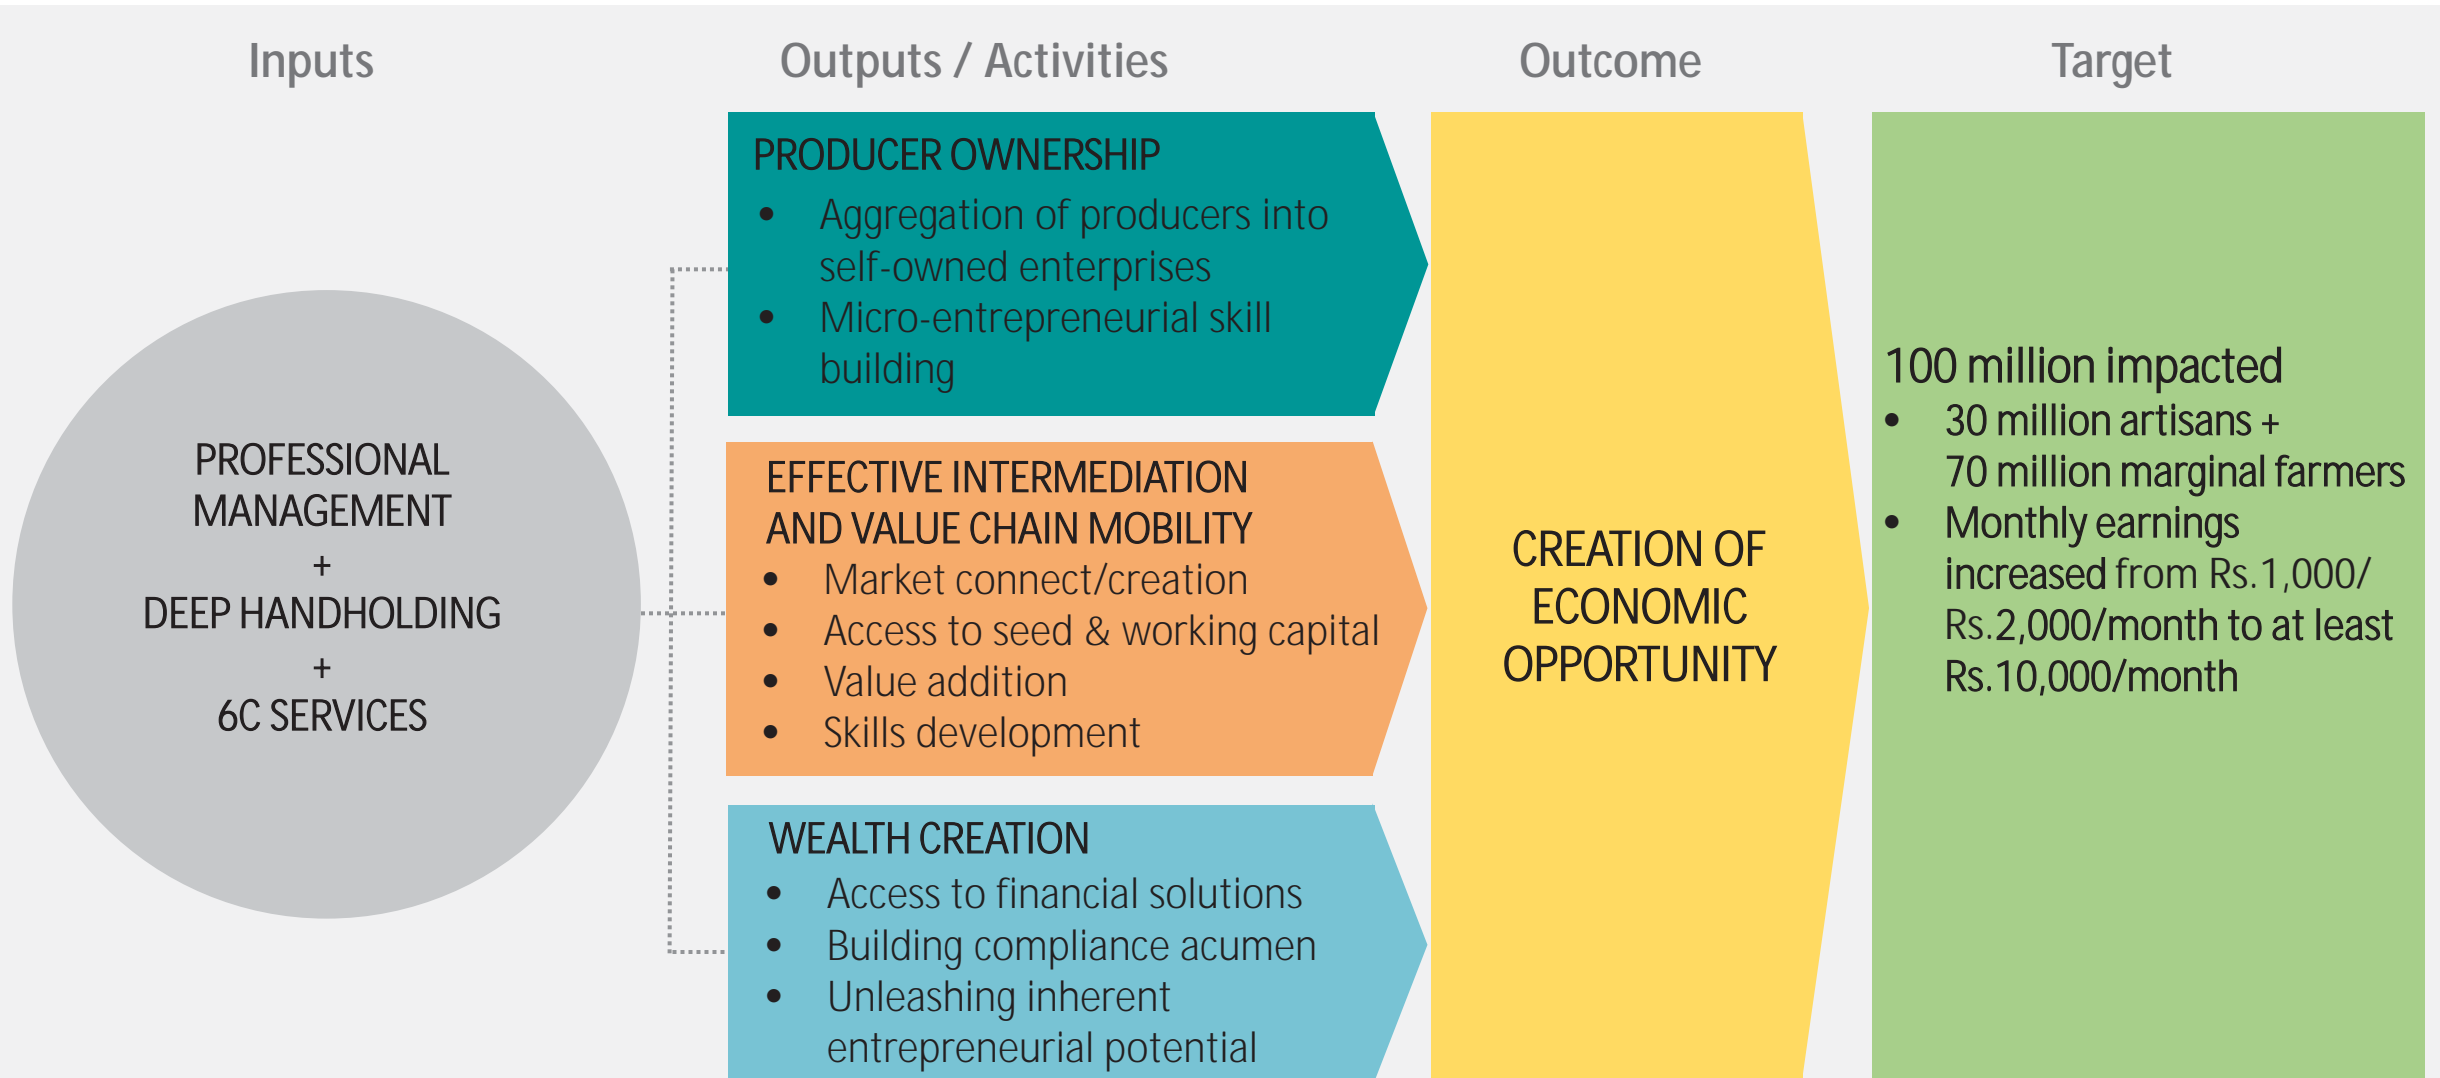 Inputs
Outputs / Activities
Outcome
Target
PROFESSIONAL
MANAGEMENT
+
DEEP HANDHOLDING
+
6C SERVICES
PRODUCER OWNERSHIP
• Aggregation of producers into
self-owned enterprises
• Micro-entrepreneurial skill
building
EFFECTIVE INTERMEDIATION
AND VALUE CHAIN MOBILITY
• Market connect/creation
• Access to seed & working capital
• Value addition
• Skills development
WEALTH CREATION
• Access to financial solutions
• Building compliance acumen
• Unleashing inherent
entrepreneurial potential
CREATION OF
ECONOMIC
OPPORTUNITY
100 million impacted
• 30 million artisans +
70 million marginal farmers
• Monthly earnings
increased from Rs.1,000/
Rs.2,000/month to at least
Rs.10,000/month